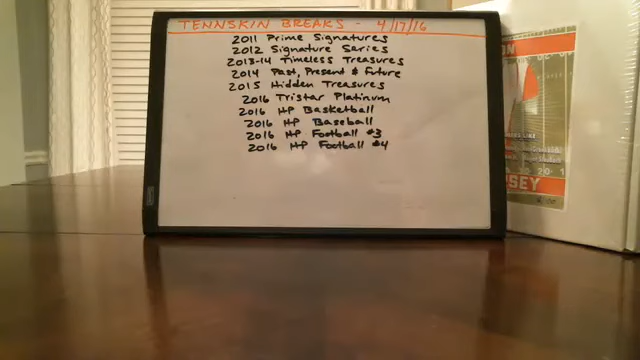 TENNSKIN BREAKS - 4/17/16
2011 Prime Signatures
2012 Signature Series
2013-14 Timeless Treasures
2014 Past, Present & Future
2015 Hidden Treasures
2016 Tristar Platinum
2016 HP Basketball
2016 HP Baseball
2016 HP Football #3
2016 HP Football #4
ON
SEY